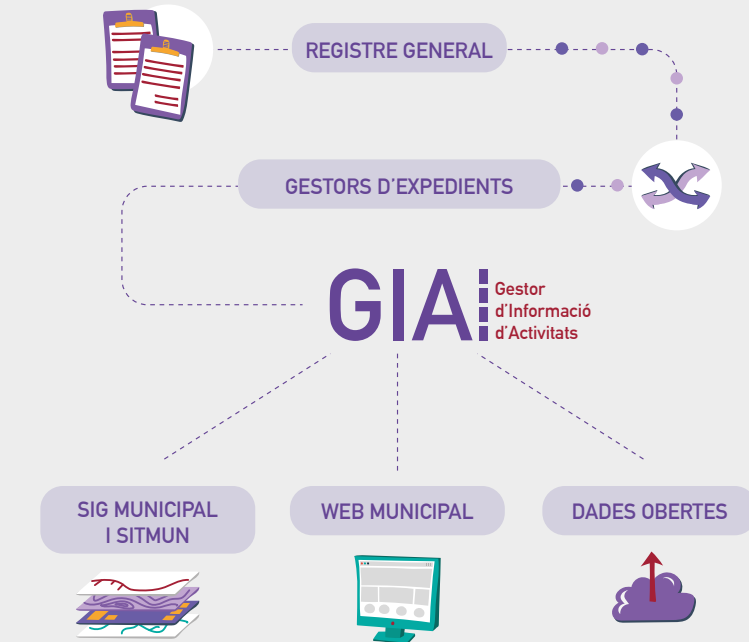 REGISTRE GENERAL
GESTORS D'EXPEDIENTS
GIA
Gestor
d'Informació
d'Activitats
SIG MUNICIPAL
I SITMUN
WEB MUNICIPAL
DADES OBERTES